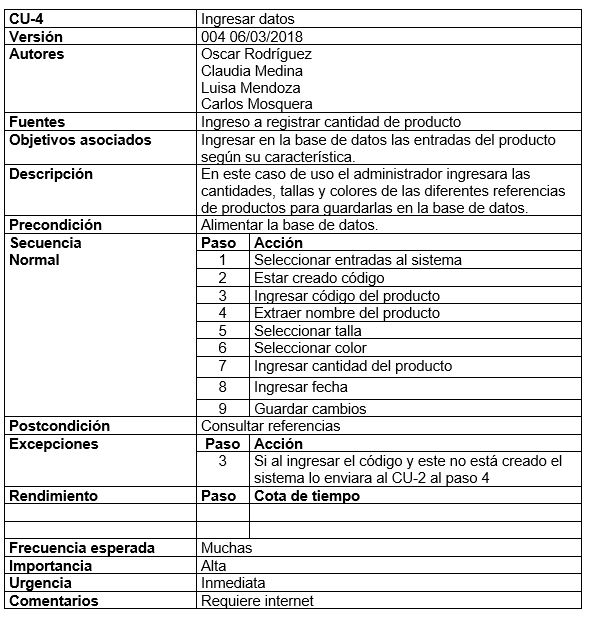 CU-4 Ingresar datos
Versión 004 06/03/2018
Autores Oscar Rodríguez
Claudia Medina
Luisa Mendoza
Carlos Mosquera
Fuentes Ingreso a registrar cantidad de producto
Objetivos asociados Ingresar en la base de datos las entradas del producto
según su característica.
Descripción En este caso de uso el administrador ingresara las
cantidades, tallas y colores de las diferentes referencias
de productos para guardarlas en la base de datos.
Precondición Alimentar la base de datos.
Secuencia Paso Acción
Normal 1 Seleccionar entradas al sistema
2 Estar creado código
3 Ingresar código del producto
4 Extraer nombre del producto
5 Seleccionar talla
6 Seleccionar color
7 Ingresar cantidad del producto
8 Ingresar fecha
9 Guardar cambios
Postcondición Consultar referencias
Excepciones Paso Acción
3 Si al ingresar el código y este no está creado el
sistema lo enviara al CU-2 al paso 4
Rendimiento Paso Cota de tiempo
Frecuencia esperada Muchas
Importancia Alta
Urgencia Inmediata
Comentarios Requiere internet